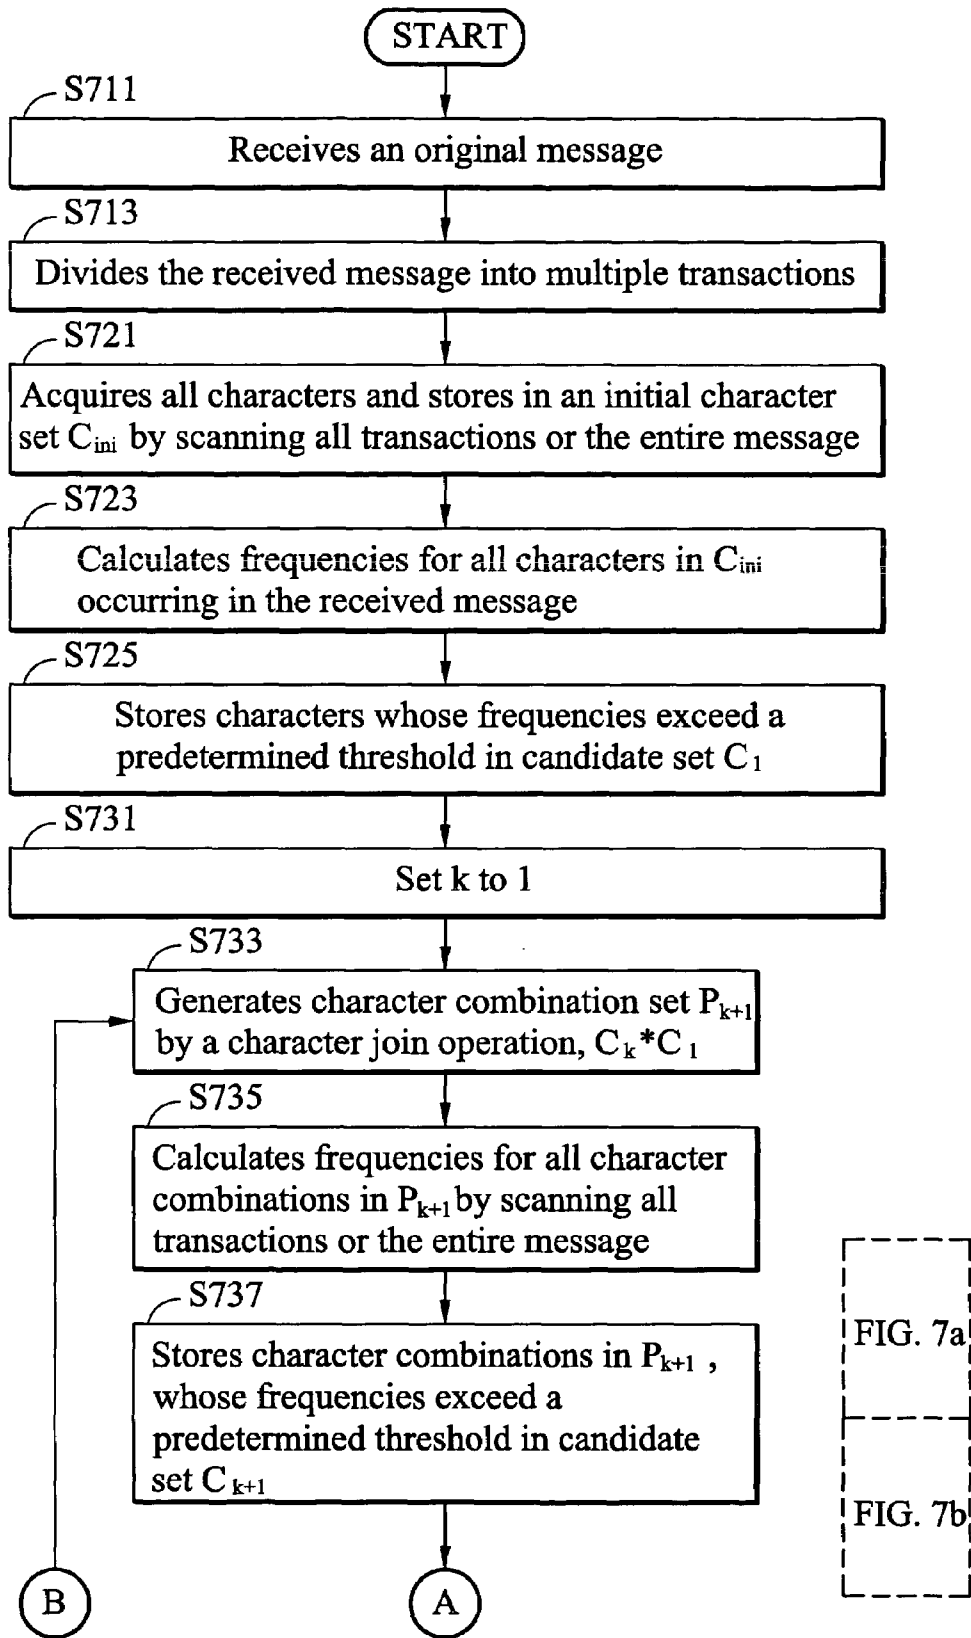 START
S711
Receives an original message
S713
Divides the received message into multiple transactions
S721
Acquires all characters and stores in an initial character
set Cini by scanning all transactions or the entire message
S723
Calculates frequencies for all characters in Cini
occurring in the received message
S725
Stores characters whose frequencies exceed a
predetermined threshold in candidate set C1
S731
Set k to 1
S733
Generates character combination set Pk+1
by a character join operation, Ck*C1
S735
Calculates frequencies for all character
combinations in Pk+1 by scanning all
transactions or the entire message
S737
Stores character combinations in Pk+1 ,
whose frequencies exceed a
predetermined threshold in candidate
set Ck+1
FIG. 7a
FIG. 7b
B
A